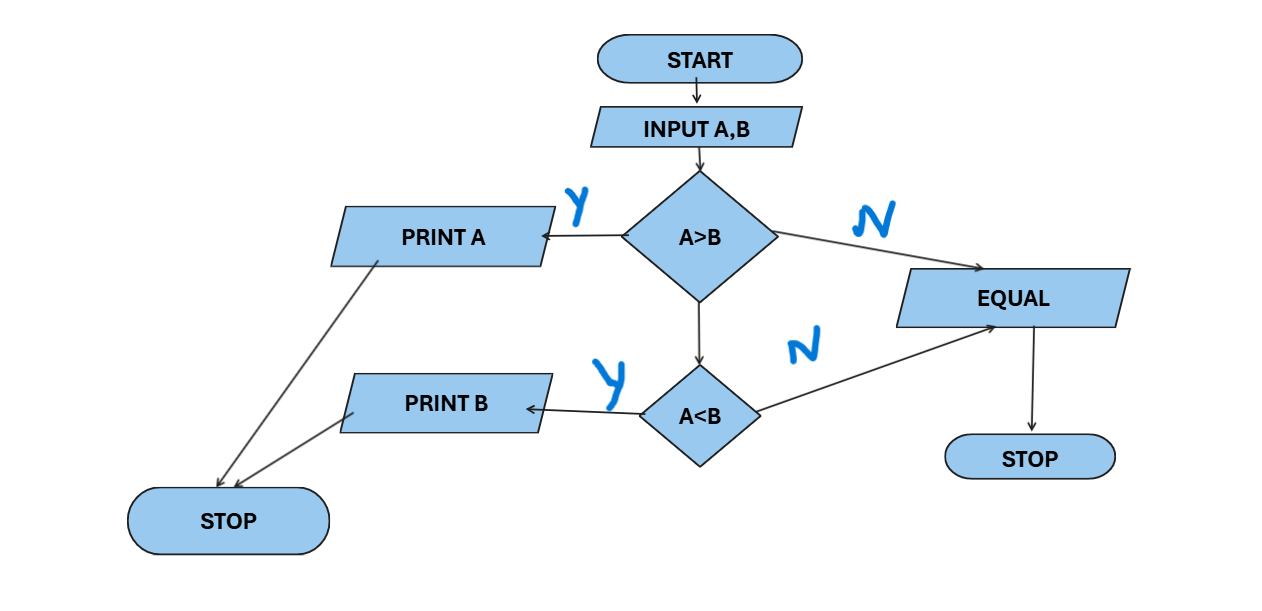 START
INPUT A,B
Y
N
PRINT A
A>B
EQUAL
N
Y
PRINT B
A<B
STOP
STOP